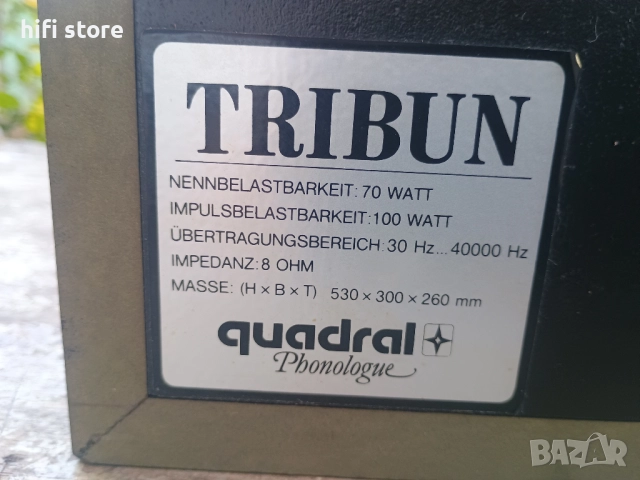 hifi store
TRIBUN
NENNBELASTBARKEIT: 70 WATT
IMPULSBELASTBARKEIT: 100 WATT
ÜBERTRAGUNGSBEREICH: 30 Hz ... 40000 Hz
IMPEDANZ: 8 OHM
MASSE: (H × B × T) 530 × 300 × 260 mm
quadral
Phonologue
BAZAR